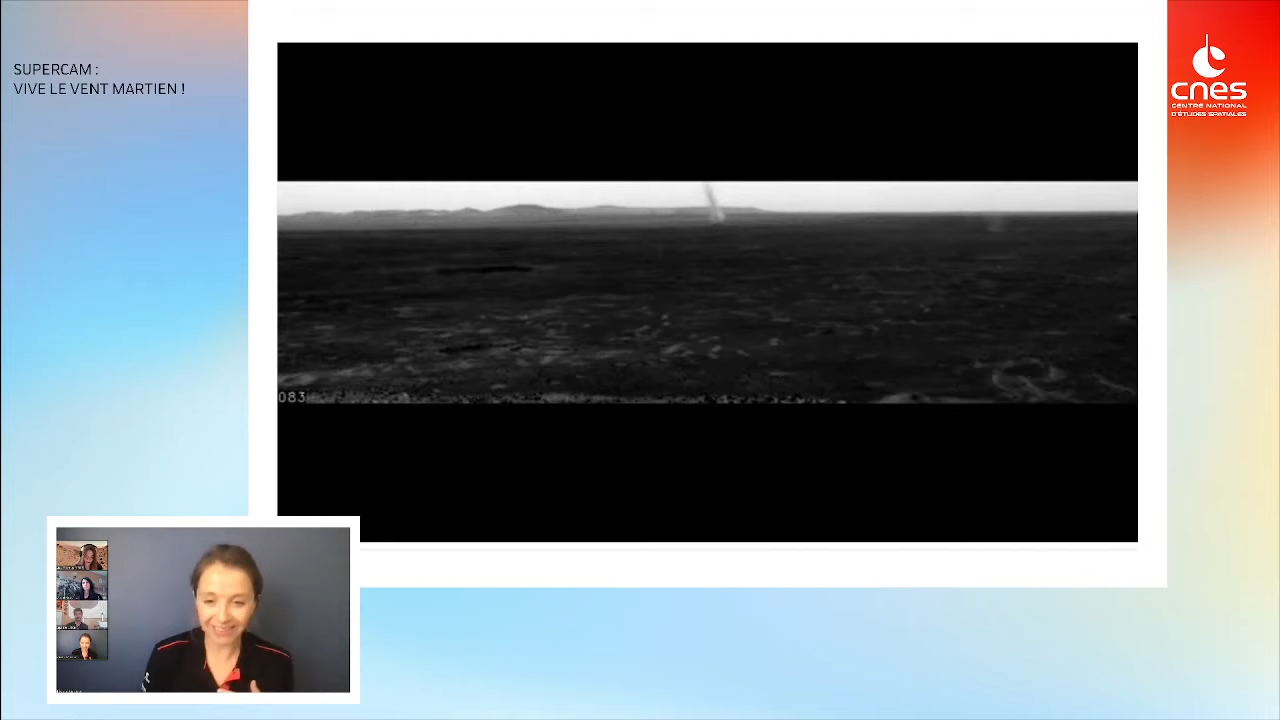 SUPERCAM :
VIVE LE VENT MARTIEN !
cnes
CENTRE NATIONAL
D'ÉTUDES SPATIALES
083